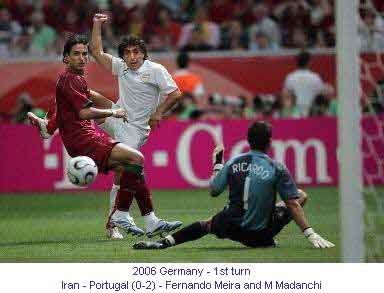 T · · Com
RICARDO
1
2006 Germany - 1st turn
Iran - Portugal (0-2) - Fernando Meira and M Madanchi